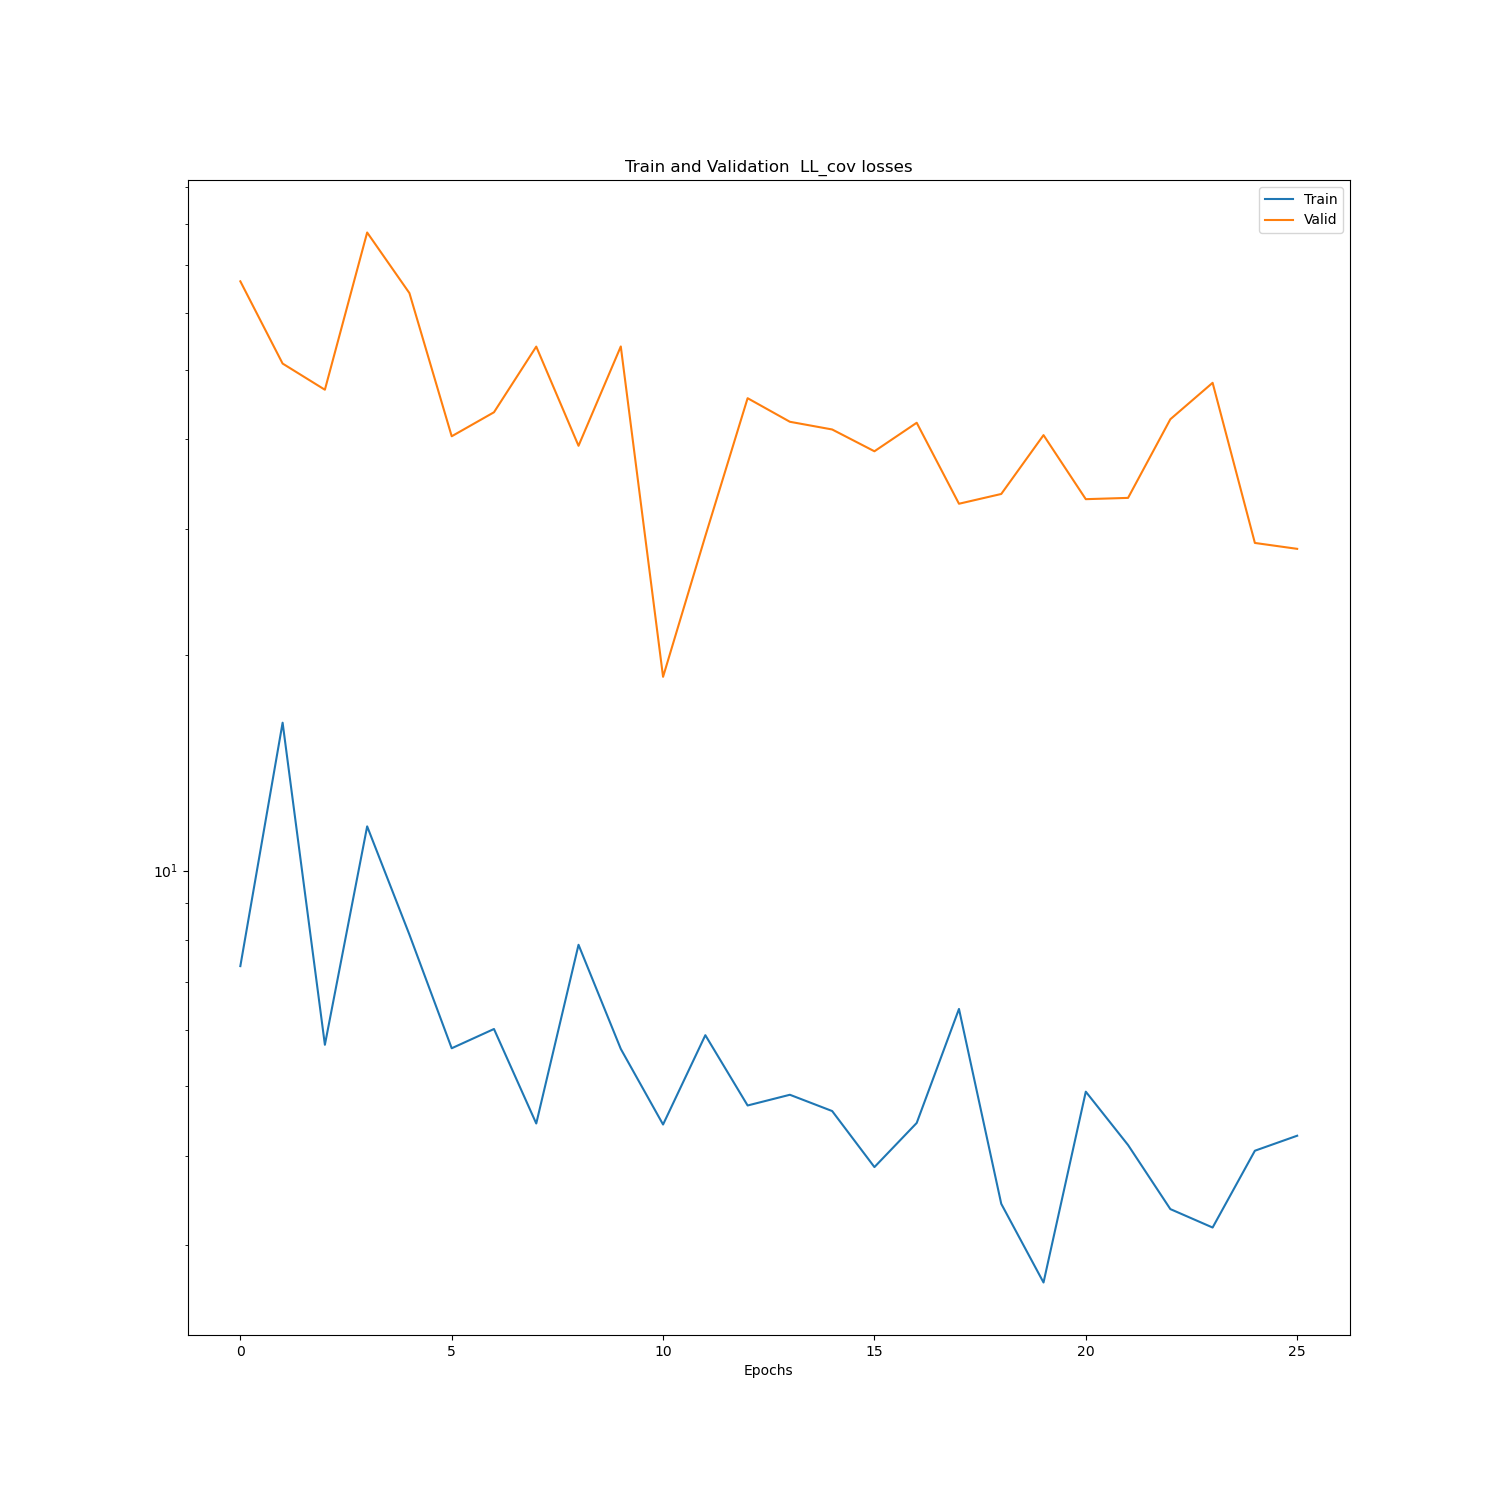 Train and Validation  LL_cov losses
Train
Valid
10¹
0 5 10 15 20 25
Epochs